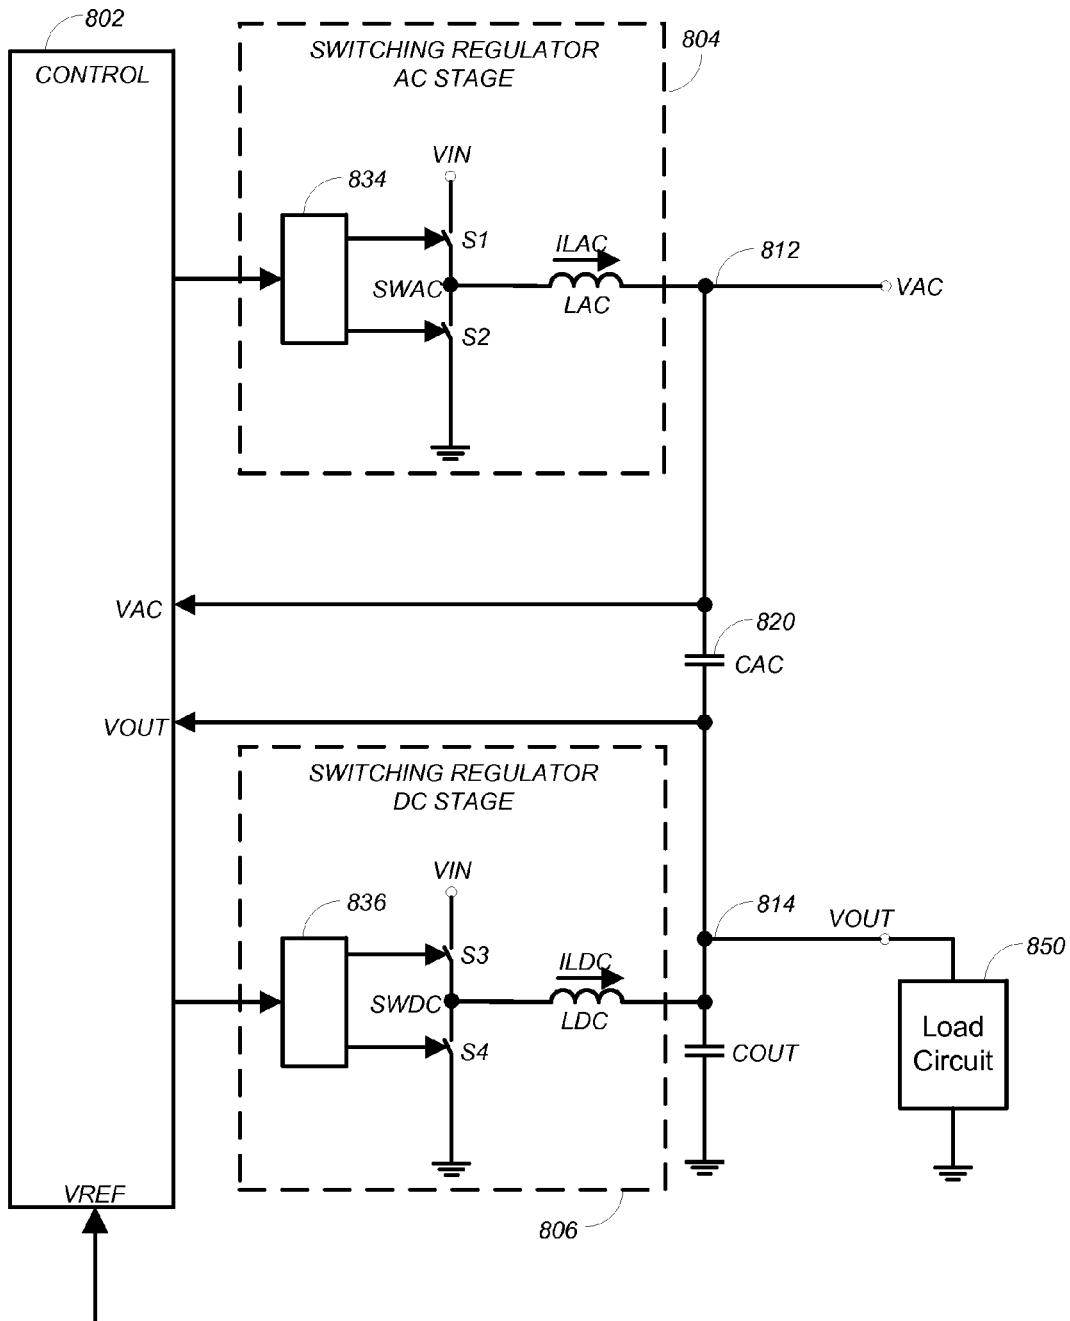 802
CONTROL
804
SWITCHING REGULATOR
AC STAGE
VIN
834
S1
ILAC
812
SWAC
LAC
VAC
S2
VAC
820
CAC
VOUT
SWITCHING REGULATOR
DC STAGE
VIN
836
814
VOUT
850
S3
ILDC
SWDC
LDC
S4
COUT
Load
Circuit
VREF
806